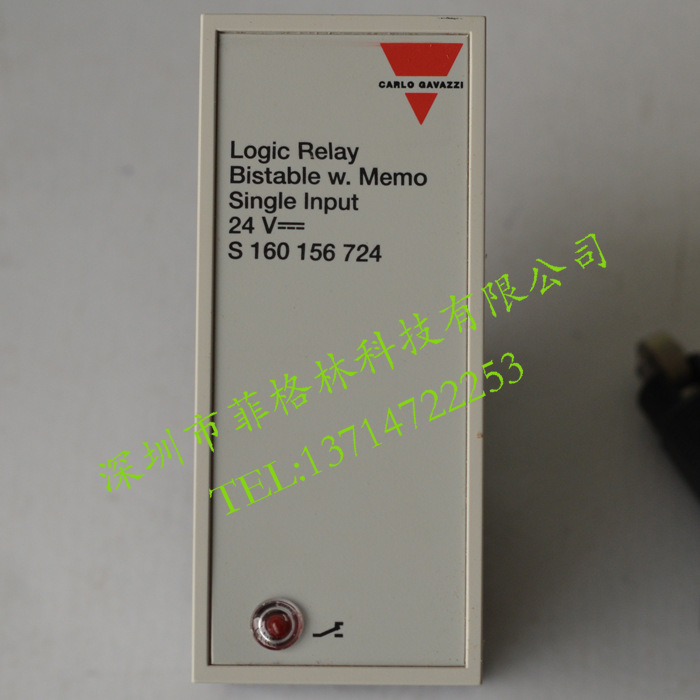 CARLO GAVAZZI
Logic Relay
Bistable w. Memo
Single Input
24 V⎓
S 160 156 724
深圳市菲格林科技有限公司
TEL:13714722253